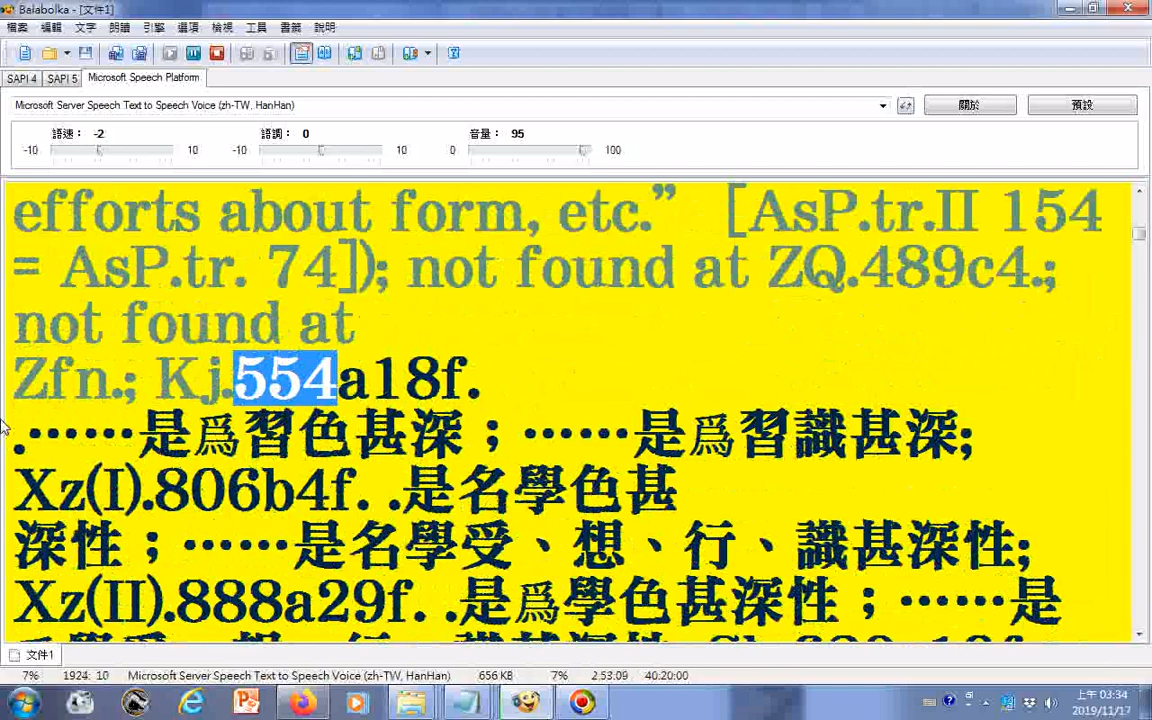 Balabolka - [文件1]
檔案 編輯 文字 朗讀 引擎 選項 檢視 工具 書籤 說明
SAPI 4 SAPI 5 Microsoft Speech Platform
Microsoft Server Speech Text to Speech Voice (zh-TW, HanHan) 關於 預設
語速： -2 語調： 0 音量： 95
-10 10 -10 10 0 100
efforts about form, etc.” [AsP.tr.II 154
= AsP.tr. 74]); not found at ZQ.489c4.;
not found at
Zfn.; Kj.554a18f.
.……是爲習色甚深；……是爲習識甚深;
Xz(I).806b4f. .是名學色甚
深性；……是名學受、想、行、識甚深性;
Xz(II).888a29f. .是爲學色甚深性；……是
文件1
7% 1924: 10 Microsoft Server Speech Text to Speech Voice (zh-TW, HanHan) 656 KB 7% 2:53:09 40:20:00
上午 03:34
2019/11/17